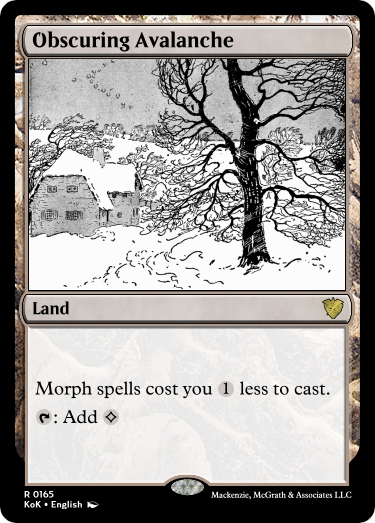 Obscuring Avalanche
Land
Morph spells cost you 1 less to cast.
: Add
R 0165
KoK • English
Mackenzie, McGrath & Associates LLC